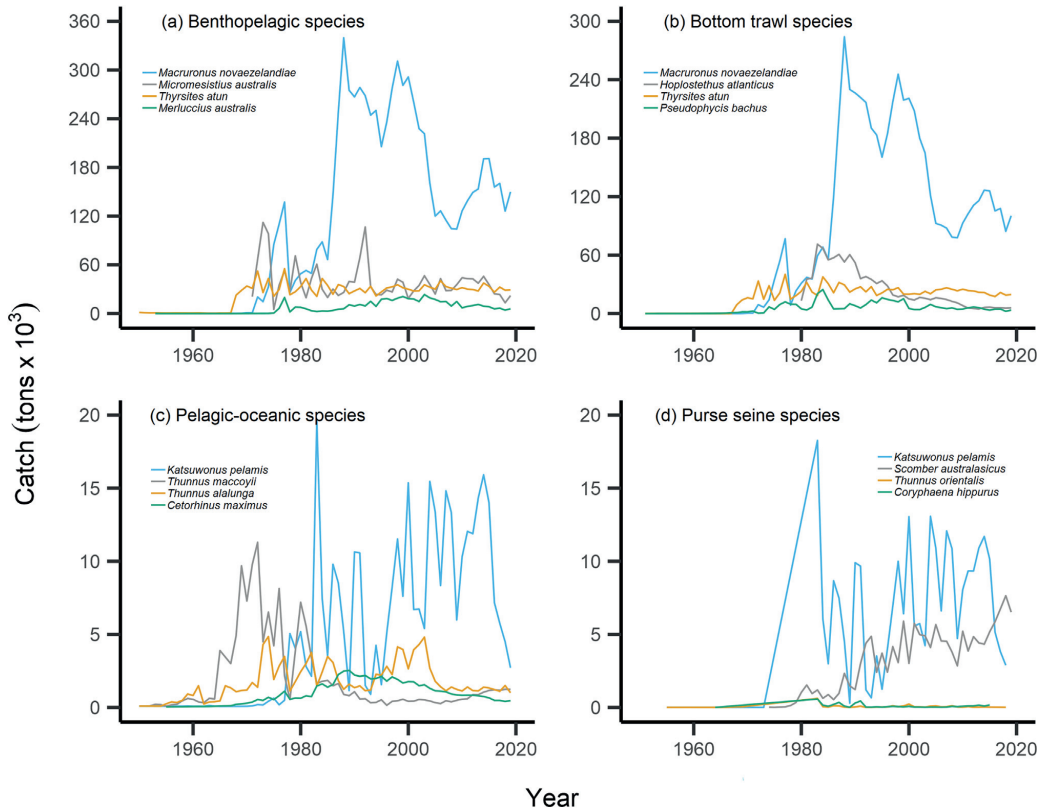 (a) Benthopelagic species
360
300
240
180
120
60
0
Macruronus novaezelandiae
Micromesistius australis
Thyrsites atun
Merluccius australis
1960
1980
2000
2020
(b) Bottom trawl species
300
240
180
120
60
0
Macruronus novaezelandiae
Hoplostethus atlanticus
Thyrsites atun
Pseudophycis bachus
1960
1980
2000
2020
(c) Pelagic-oceanic species
20
15
10
5
0
Katsuwonus pelamis
Thunnus maccoyii
Thunnus alalunga
Cetorhinus maximus
1960
1980
2000
2020
(d) Purse seine species
20
15
10
5
0
Katsuwonus pelamis
Scomber australasicus
Thunnus orientalis
Coryphaena hippurus
1960
1980
2000
2020
Catch (tons x 10³)
Year